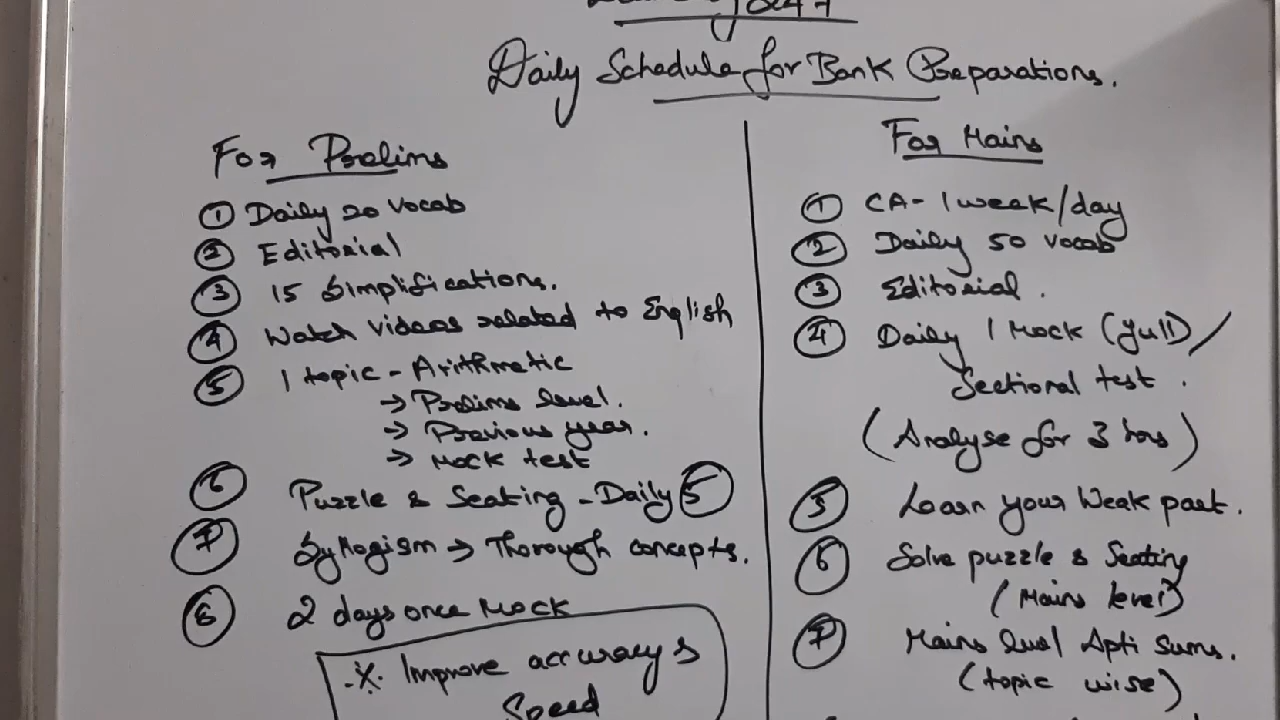 Daily Schedule for Bank Preparations.
For Prelims
① Daily 20 vocab
② Editorial
③ 15 Simplifications.
④ Watch videos related to English
⑤ 1 topic - Arithmetic
→ Prelims level.
→ Previous year.
→ Mock test
⑥ Puzzle & Seating - Daily 5
⑦ Syllogism → Thorough concepts.
⑧ 2 days once Mock
※ Improve accuracy &
Speed
For Mains
① CA - 1 week/day
② Daily 50 vocab
③ Editorial.
④ Daily 1 Mock (full) /
Sectional test.
(Analyse for 3 hrs)
⑤ Learn your Weak part.
⑥ Solve puzzle & Seating
(Mains level)
⑦ Mains level Apti Sums.
(topic wise)